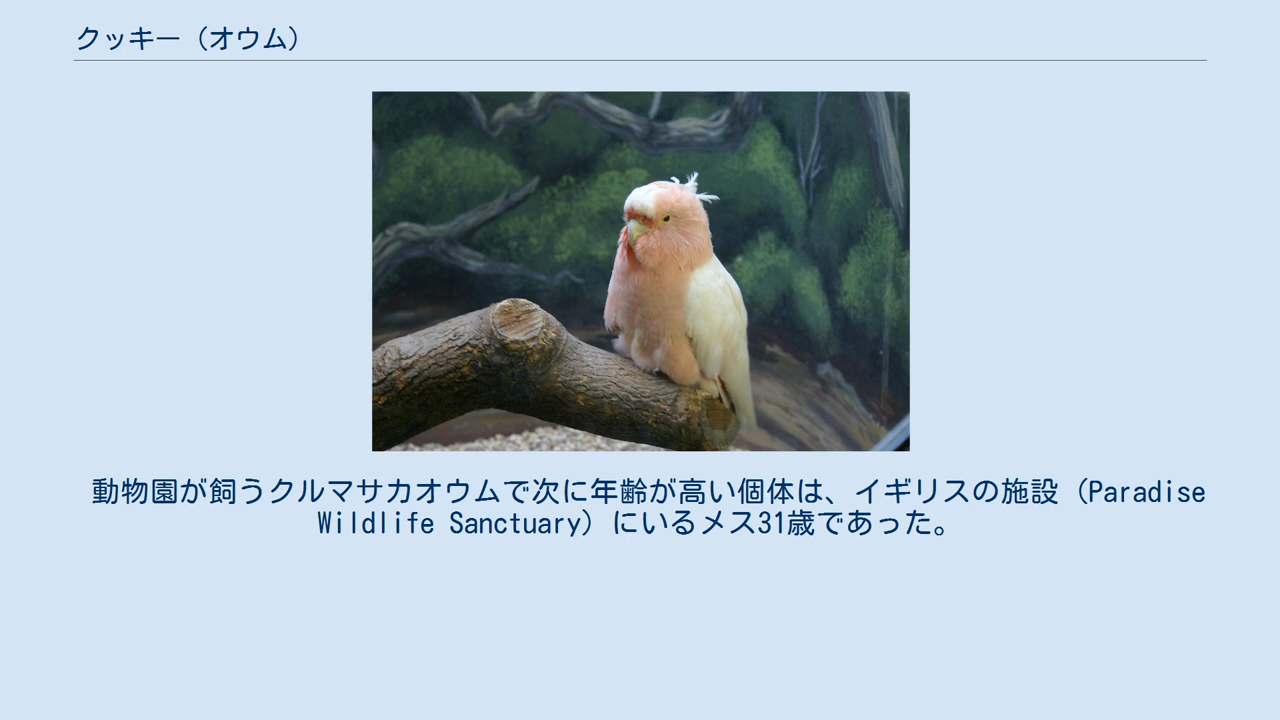 クッキー（オウム）
動物園が飼うクルマサカオウムで次に年齢が高い個体は、イギリスの施設（Paradise
Wildlife Sanctuary）にいるメス31歳であった。